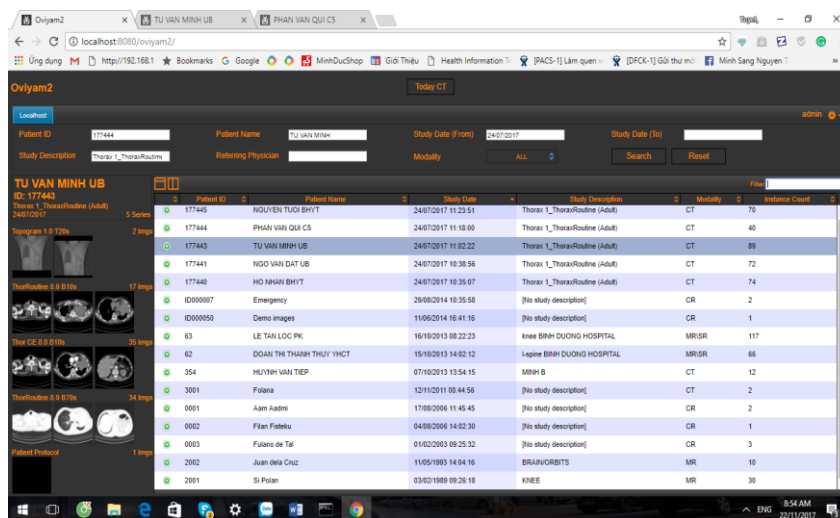 Oviyam2 TU VAN MINH UB PHAN VAN QUI C5
localhost:8080/oviyam2/
Ứng dụng http://192.168.1 Bookmarks Google MinhDucShop Giới Thiệu Health Information [PACS-1] Làm quen [DFCK-1] Gửi thư mời Minh Sang Nguyen
Oviyam2 Today CT
Localhost admin
Patient ID 177444 Patient Name TU VAN MINH Study Date (From) 24/07/2017 Study Date (To)
Study Description Thorax 1_ThoraxRoutine Referring Physician Modality ALL Search Reset
TU VAN MINH UB
ID: 177443
Thorax 1_ThoraxRoutine (Adult)
24/07/2017 5 Series
Topogram 1.0 T20s 2 Imgs
ThorRoutine 8.0 B10s 17 Imgs
Thor CE 8.0 B10s 35 Imgs
ThorRoutine 8.0 B70s 34 Imgs
Patient Protocol 1 Imgs
Filter
Patient ID Patient Name Study Date Study Description Modality Instance Count
177445 NGUYEN TUOI BHYT 24/07/2017 11:23:51 Thorax 1_ThoraxRoutine (Adult) CT 70
177444 PHAN VAN QUI C5 24/07/2017 11:18:00 Thorax 1_ThoraxRoutine (Adult) CT 40
177443 TU VAN MINH UB 24/07/2017 11:02:22 Thorax 1_ThoraxRoutine (Adult) CT 89
177441 NGO VAN DAT UB 24/07/2017 10:38:56 Thorax 1_ThoraxRoutine (Adult) CT 72
177440 HO NHAN BHYT 24/07/2017 10:35:07 Thorax 1_ThoraxRoutine (Adult) CT 74
ID000007 Emergency 29/08/2014 10:35:58 [No study description] CR 2
ID000050 Demo images 11/06/2014 16:41:16 [No study description] CR 1
63 LE TAN LOC PK 16/10/2013 08:22:23 knee BINH DUONG HOSPITAL MR\SR 117
62 DOAN THI THANH THUY YHCT 15/10/2013 14:02:12 l-spine BINH DUONG HOSPITAL MR\SR 66
354 HUYNH VAN TIEP 07/10/2013 13:54:15 MINH B CT 12
3001 Folana 12/11/2011 08:44:56 [No study description] CT 2
0001 Aam Aadmi 17/08/2006 11:45:45 [No study description] CR 2
0002 Filan Fisteku 04/08/2006 14:02:30 [No study description] CR 1
0003 Fulano de Tal 01/02/2003 09:25:32 [No study description] CR 3
2002 Juan dela Cruz 11/05/1993 14:04:16 BRAIN/ORBITS MR 10
2001 Si Polan 03/02/1989 09:26:18 KNEE MR 30
ENG 8:54 AM
22/11/2017